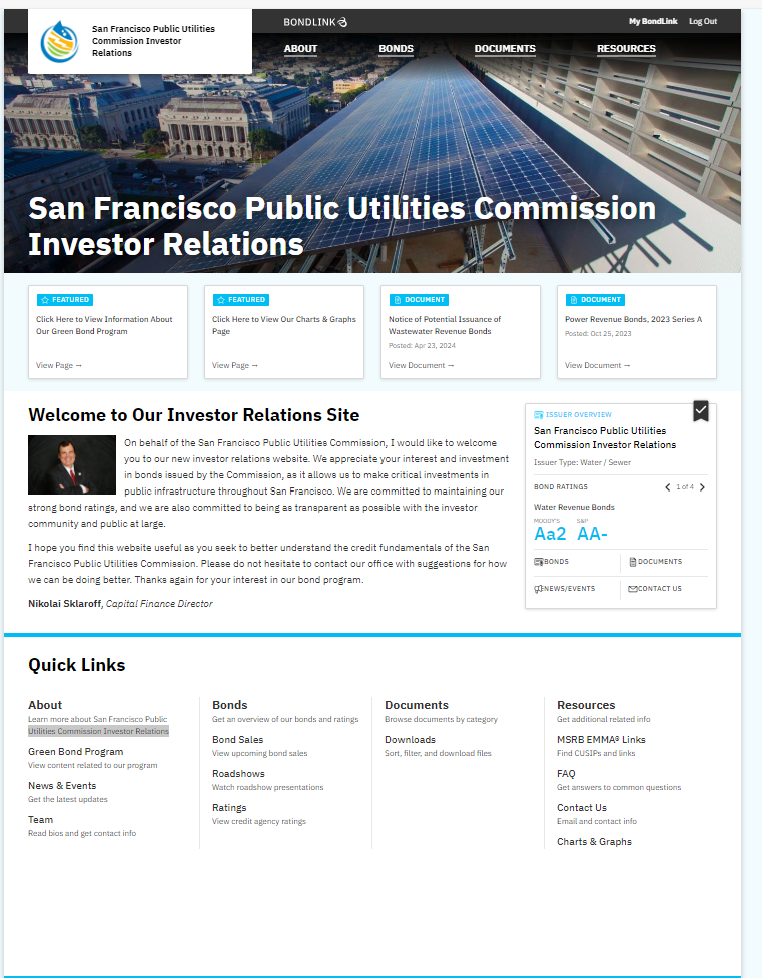 San Francisco Public Utilities
Commission Investor
Relations
BONDLINK
My BondLink Log Out
ABOUT BONDS DOCUMENTS RESOURCES
San Francisco Public Utilities Commission
Investor Relations
FEATURED
Click Here to View Information About
Our Green Bond Program
View Page →
FEATURED
Click Here to View Our Charts & Graphs
Page
View Page →
DOCUMENT
Notice of Potential Issuance of
Wastewater Revenue Bonds
Posted: Apr 23, 2024
View Document →
DOCUMENT
Power Revenue Bonds, 2023 Series A
Posted: Oct 25, 2023
View Document →
Welcome to Our Investor Relations Site
On behalf of the San Francisco Public Utilities Commission, I would like to welcome
you to our new investor relations website. We appreciate your interest and investment
in bonds issued by the Commission, as it allows us to make critical investments in
public infrastructure throughout San Francisco. We are committed to maintaining our
strong bond ratings, and we are also committed to being as transparent as possible with the investor
community and public at large.
I hope you find this website useful as you seek to better understand the credit fundamentals of the San
Francisco Public Utilities Commission. Please do not hesitate to contact our office with suggestions for how
we can be doing better. Thanks again for your interest in our bond program.
Nikolai Sklaroff, Capital Finance Director
ISSUER OVERVIEW
San Francisco Public Utilities
Commission Investor Relations
Issuer Type: Water / Sewer
BOND RATINGS 1 of 4
Water Revenue Bonds
MOODY'S S&P
Aa2 AA-
BONDS DOCUMENTS
NEWS/EVENTS CONTACT US
Quick Links
About
Learn more about San Francisco Public
Utilities Commission Investor Relations
Green Bond Program
View content related to our program
News & Events
Get the latest updates
Team
Read bios and get contact info
Bonds
Get an overview of our bonds and ratings
Bond Sales
View upcoming bond sales
Roadshows
Watch roadshow presentations
Ratings
View credit agency ratings
Documents
Browse documents by category
Downloads
Sort, filter, and download files
Resources
Get additional related info
MSRB EMMA® Links
Find CUSIPs and links
FAQ
Get answers to common questions
Contact Us
Email and contact info
Charts & Graphs